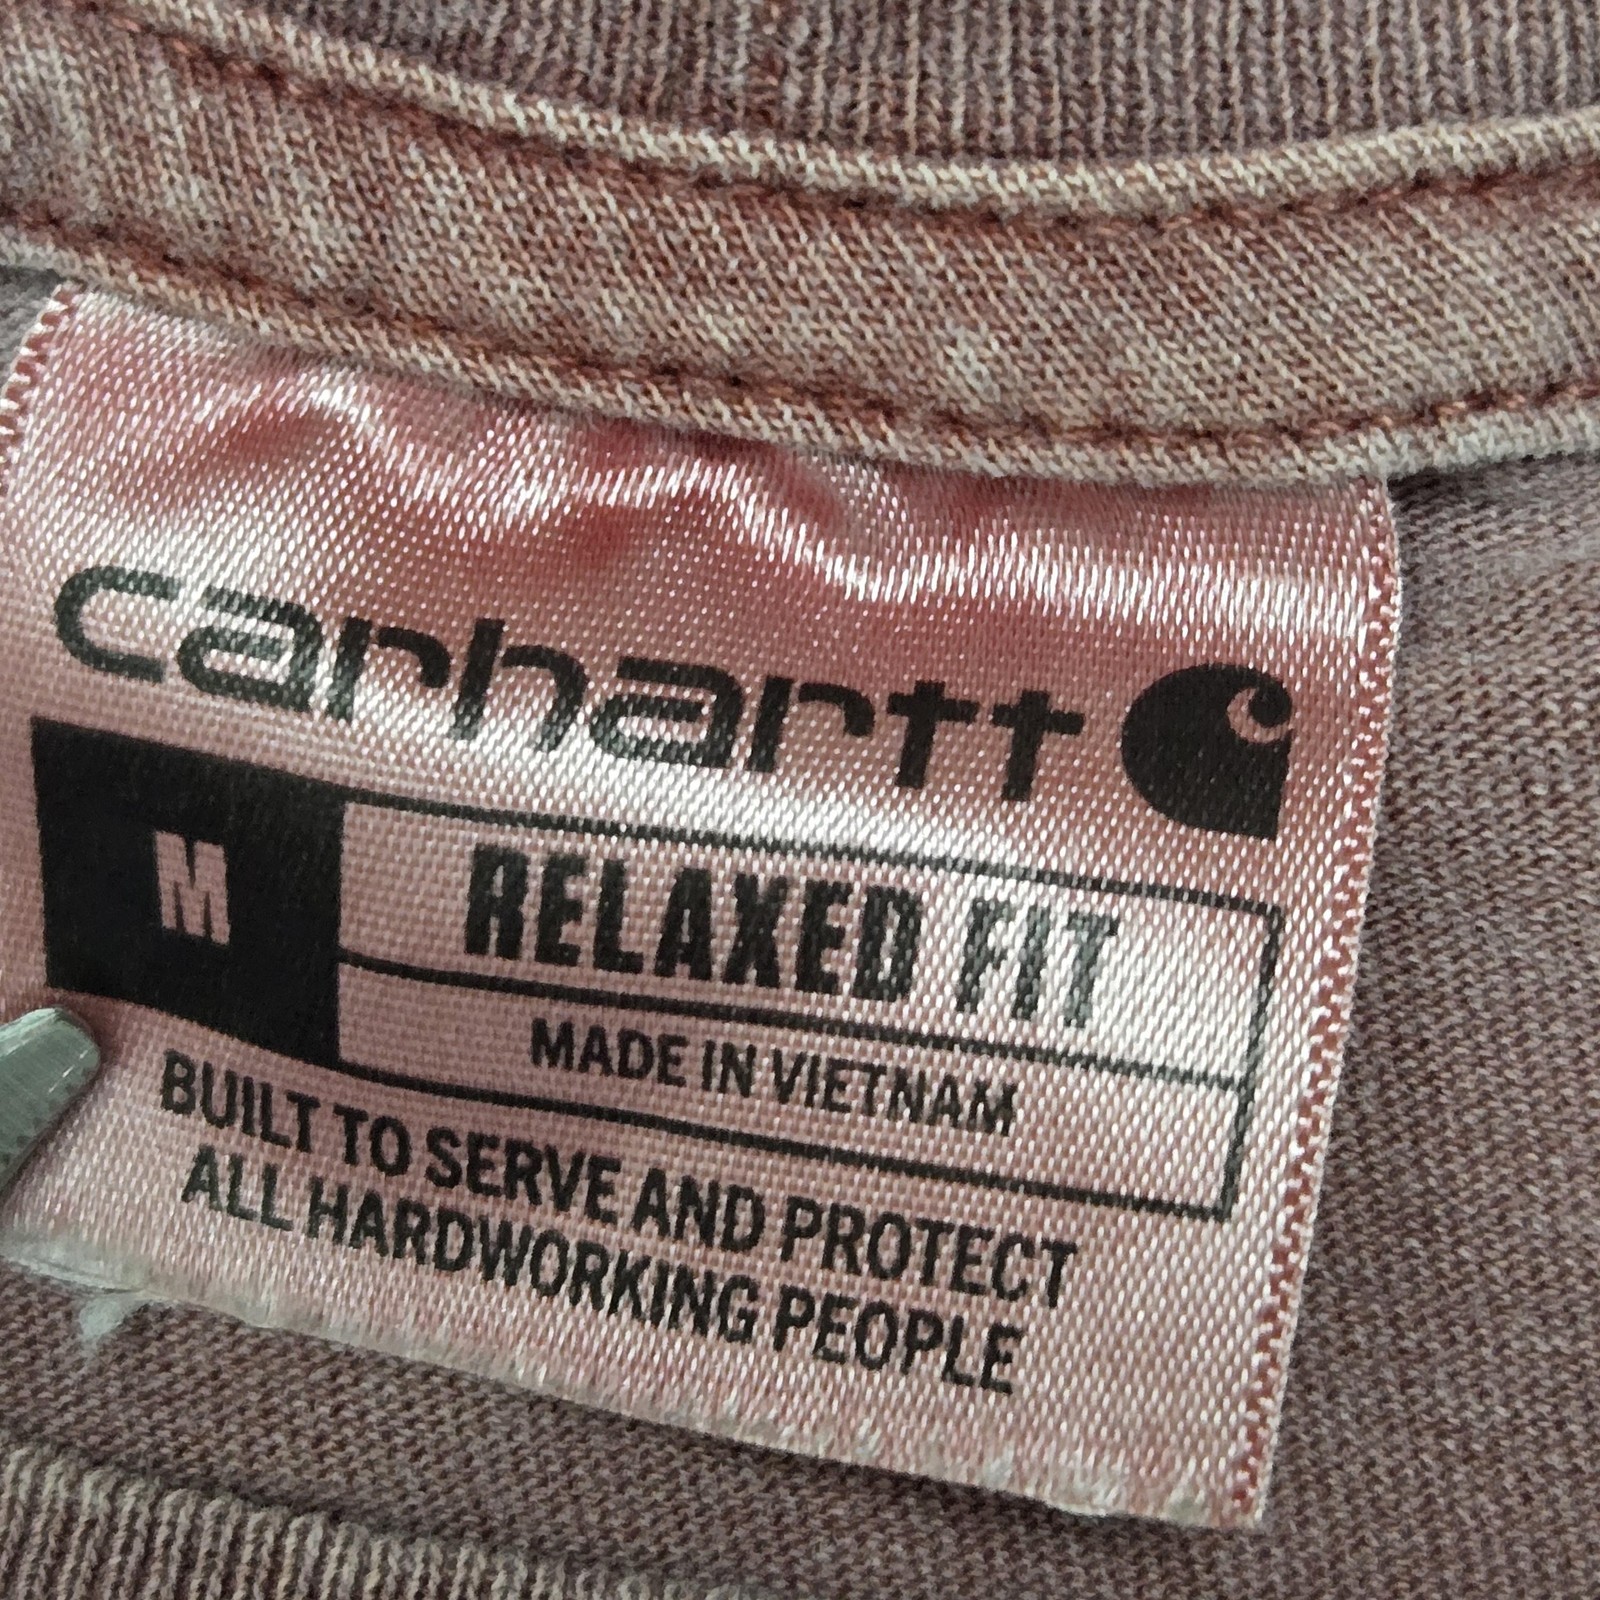 carhartt
M
RELAXED FIT
MADE IN VIETNAM
BUILT TO SERVE AND PROTECT
ALL HARDWORKING PEOPLE